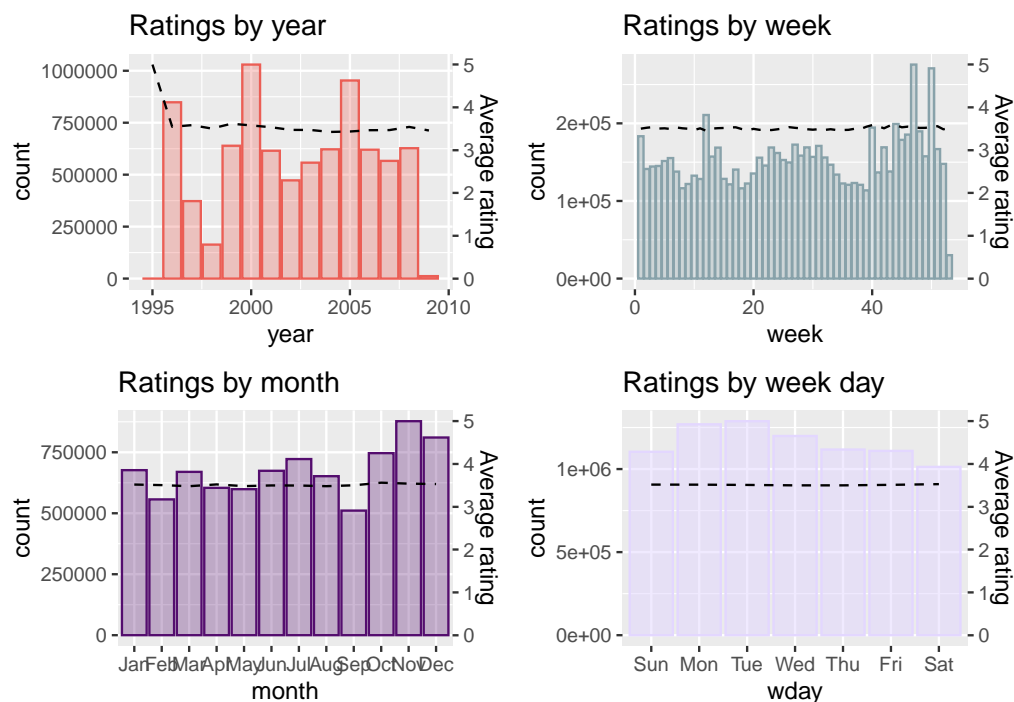 Ratings by year
1000000
750000
500000
250000
0
count
5
4
3
2
1
0
Average rating
1995
2000
2005
2010
year
Ratings by week
2e+05
1e+05
0e+00
count
5
4
3
2
1
0
Average rating
0
20
40
week
Ratings by month
750000
500000
250000
0
count
5
4
3
2
1
0
Average rating
Jan Feb Mar Apr May Jun Jul Aug Sep Oct Nov Dec
month
Ratings by week day
1e+06
5e+05
0e+00
count
5
4
3
2
1
0
Average rating
Sun Mon Tue Wed Thu Fri Sat
wday